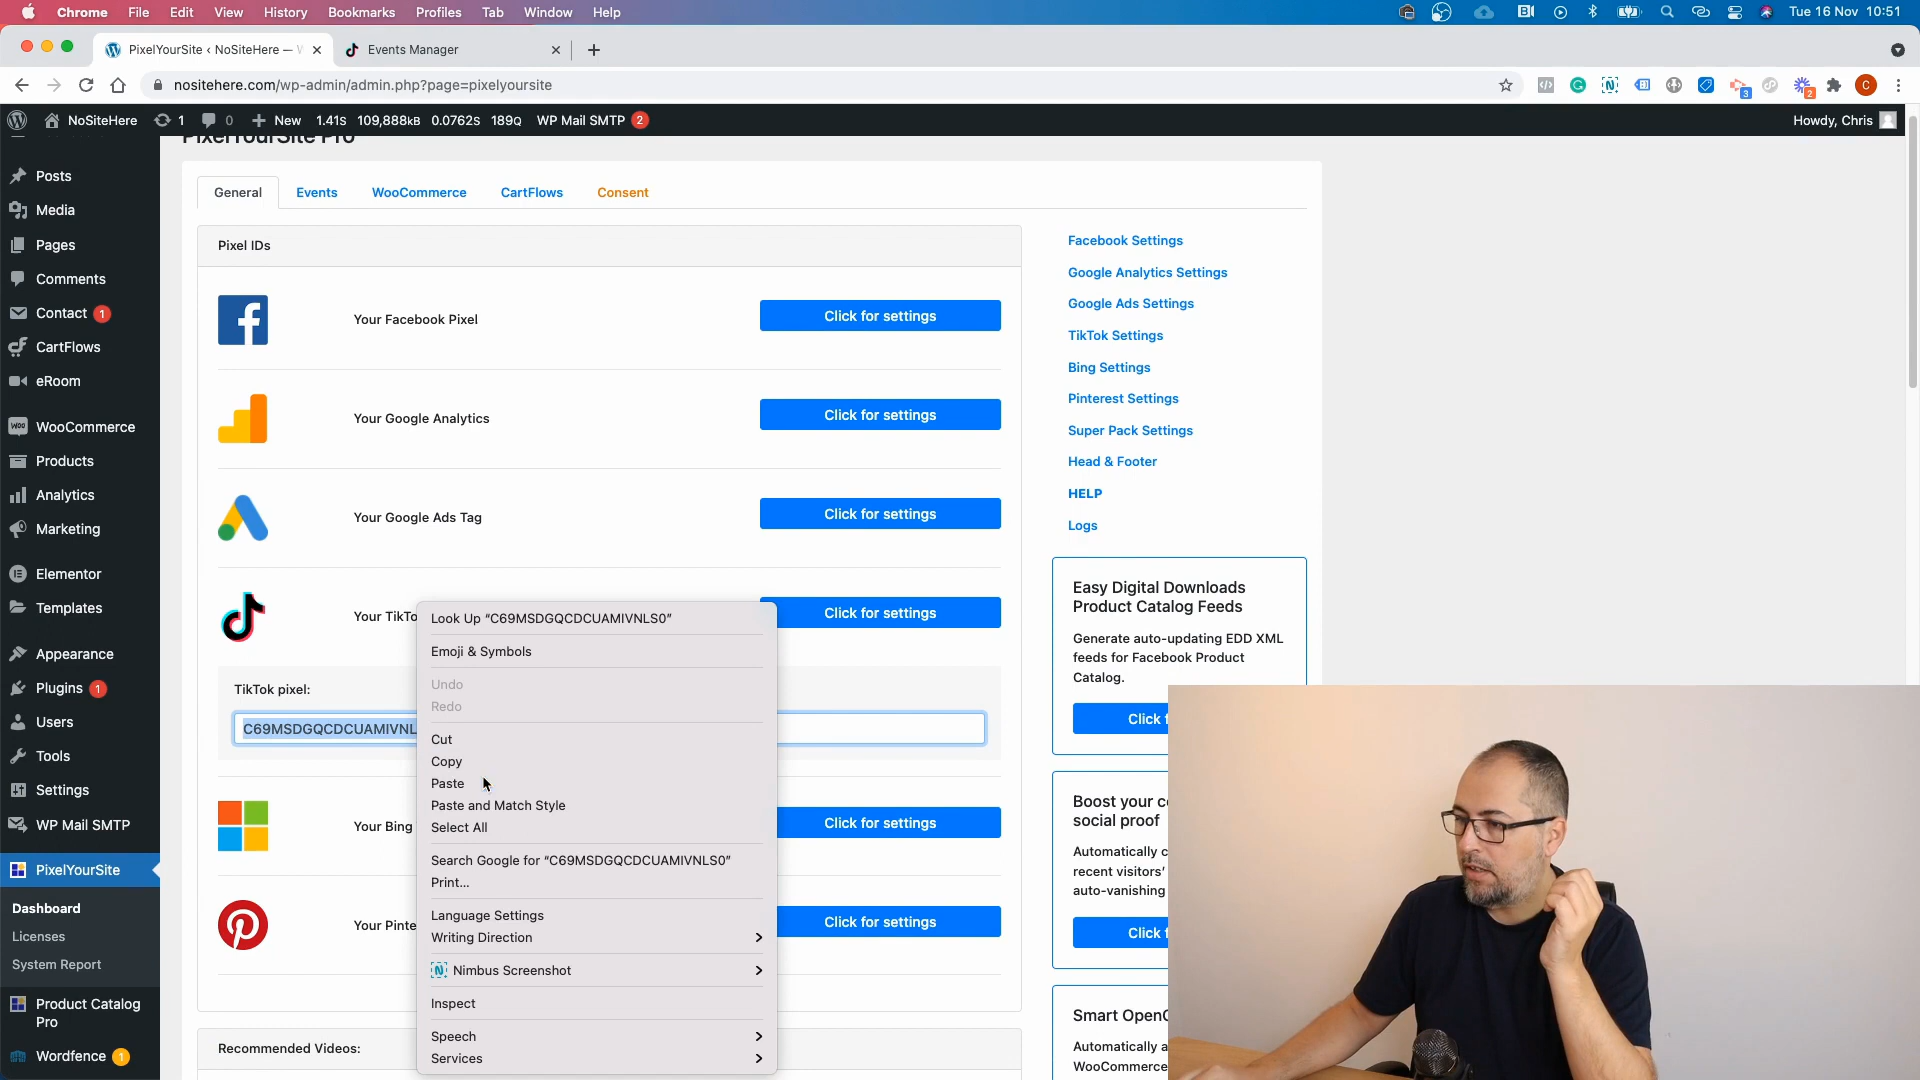 Chrome File Edit View History Bookmarks Profiles Tab Window Help Tue 16 Nov 10:51
PixelYourSite ‹ NoSiteHere — W
Events Manager
nositehere.com/wp-admin/admin.php?page=pixelyoursite
3
2
C
NoSiteHere 1 0 New 1.41S 109,888KB 0.0762S 189Q WP Mail SMTP 2 Howdy, Chris
PixelYourSite Pro
Posts
Media
Pages
Comments
Contact 1
CartFlows
eRoom
WooCommerce
Products
Analytics
Marketing
Elementor
Templates
Appearance
Plugins 1
Users
Tools
Settings
WP Mail SMTP
PixelYourSite
Dashboard
Licenses
System Report
Product Catalog
Pro
Wordfence 1
General Events WooCommerce CartFlows Consent
Pixel IDs
Your Facebook Pixel Click for settings
Your Google Analytics Click for settings
Your Google Ads Tag Click for settings
Your TikTo Click for settings
TikTok pixel:
C69MSDGQCDCUAMIVNL
Your Bing Click for settings
Your Pinte Click for settings
Recommended Videos:
Look Up “C69MSDGQCDCUAMIVNLS0”
Emoji & Symbols
Undo
Redo
Cut
Copy
Paste
Paste and Match Style
Select All
Search Google for “C69MSDGQCDCUAMIVNLS0”
Print...
Language Settings
Writing Direction
Nimbus Screenshot
Inspect
Speech
Services
Facebook Settings
Google Analytics Settings
Google Ads Settings
TikTok Settings
Bing Settings
Pinterest Settings
Super Pack Settings
Head & Footer
HELP
Logs
Easy Digital Downloads
Product Catalog Feeds
Generate auto-updating EDD XML
feeds for Facebook Product
Catalog.
Click f
Boost your c
social proof
Automatically c
recent visitors’
auto-vanishing
Click f
Smart OpenG
Automatically a
WooCommerce